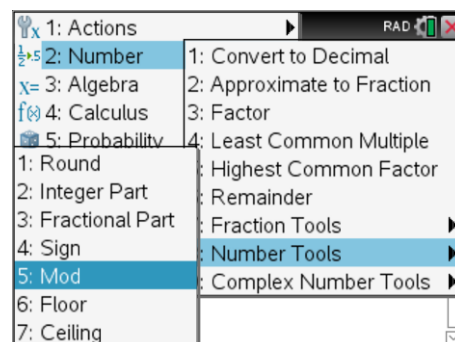 1: Actions
RAD
2: Number
3: Algebra
4: Calculus
5: Probability
1: Convert to Decimal
2: Approximate to Fraction
3: Factor
4: Least Common Multiple
: Highest Common Factor
: Remainder
: Fraction Tools
: Number Tools
: Complex Number Tools
1: Round
2: Integer Part
3: Fractional Part
4: Sign
5: Mod
6: Floor
7: Ceiling